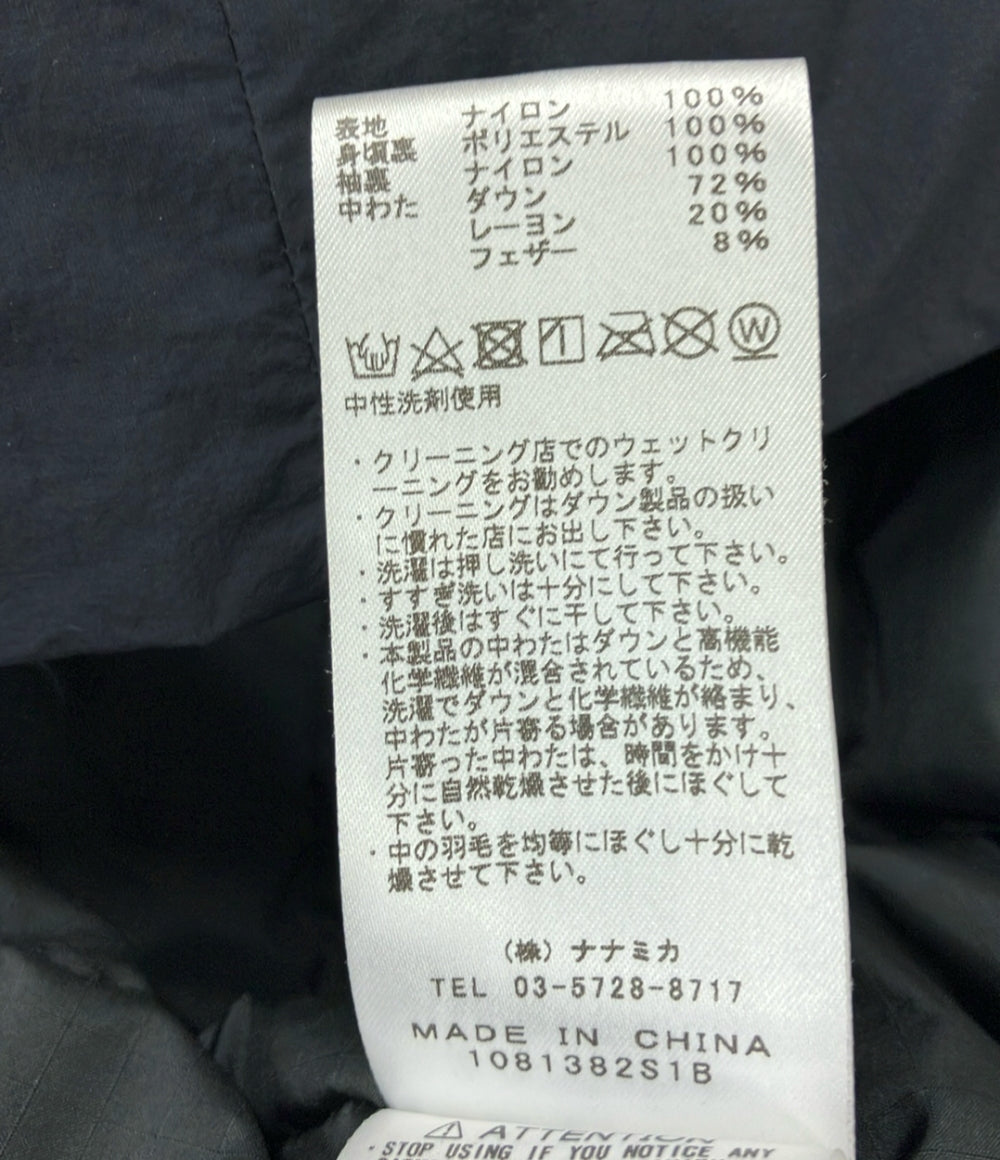 表地 ナイロン 100%
身頃裏 ポリエステル 100%
袖裏 ナイロン 100%
中わた ダウン 72%
レーヨン 20%
フェザー 8%
W
中性洗剤使用
・クリーニング店でのウェットクリ
ーニングをお勧めします。
・クリーニングはダウン製品の扱い
に慣れた店にお出し下さい。
・洗濯は押し洗いにて行って下さい。
・すすぎ洗いは十分にして下さい。
・洗濯後はすぐに干して下さい。
・本製品の中わたはダウンと高機能
化学繊維が混合されているため、
洗濯でダウンと化学繊維が絡まり、
中わたが片寄る場合があります。
片寄った中わたは、時間をかけ十
分に自然乾燥させた後にほぐして
下さい。
・中の羽毛を均等にほぐし十分に乾
燥させて下さい。
(株)ナナミカ
TEL 03-5728-8717
MADE IN CHINA
1081382S1B
ATTENTION
・STOP USING IF YOU NOTICE ANY